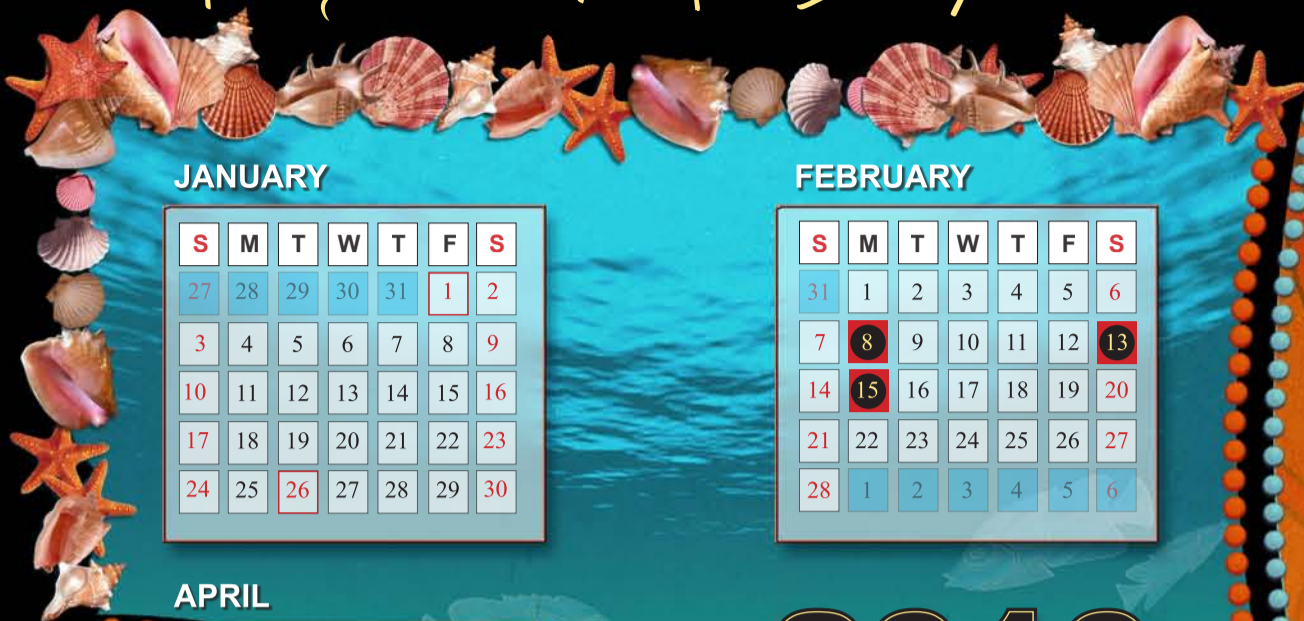 JANUARY
S M T W T F S
27 28 29 30 31 1 2
3 4 5 6 7 8 9
10 11 12 13 14 15 16
17 18 19 20 21 22 23
24 25 26 27 28 29 30
FEBRUARY
S M T W T F S
31 1 2 3 4 5 6
7 8 9 10 11 12 13
14 15 16 17 18 19 20
21 22 23 24 25 26 27
28 1 2 3 4 5 6
APRIL